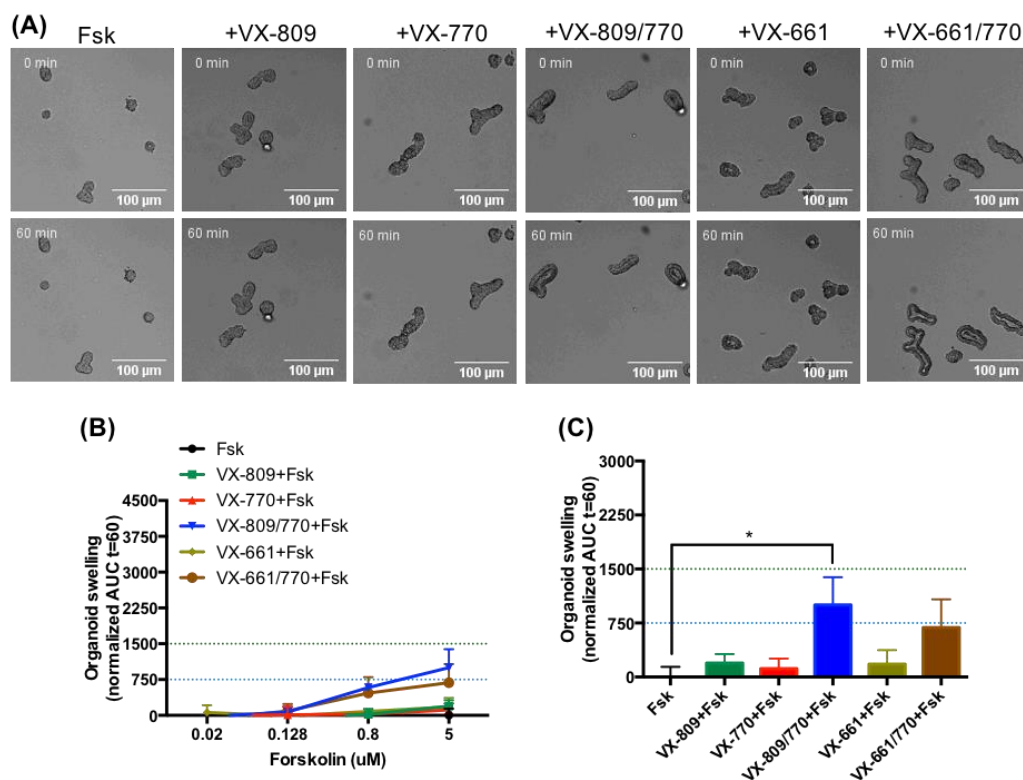 (A)
Fsk
+VX-809
+VX-770
+VX-809/770
+VX-661
+VX-661/770
0 min
0 min
0 min
0 min
0 min
0 min
100 µm
100 µm
100 µm
100 µm
100 µm
100 µm
60 min
60 min
60 min
60 min
60 min
60 min
100 µm
100 µm
100 µm
100 µm
100 µm
100 µm
(B)
Fsk
VX-809+Fsk
VX-770+Fsk
VX-809/770+Fsk
VX-661+Fsk
VX-661/770+Fsk
Organoid swelling
(normalized AUC t=60)
4500
3750
3000
2250
1500
750
0
0.02
0.128
0.8
5
Forskolin (uM)
(C)
Organoid swelling
(normalized AUC t=60)
3000
2250
1500
750
0
*
Fsk
VX-809+Fsk
VX-770+Fsk
VX-809/770+Fsk
VX-661+Fsk
VX-661/770+Fsk